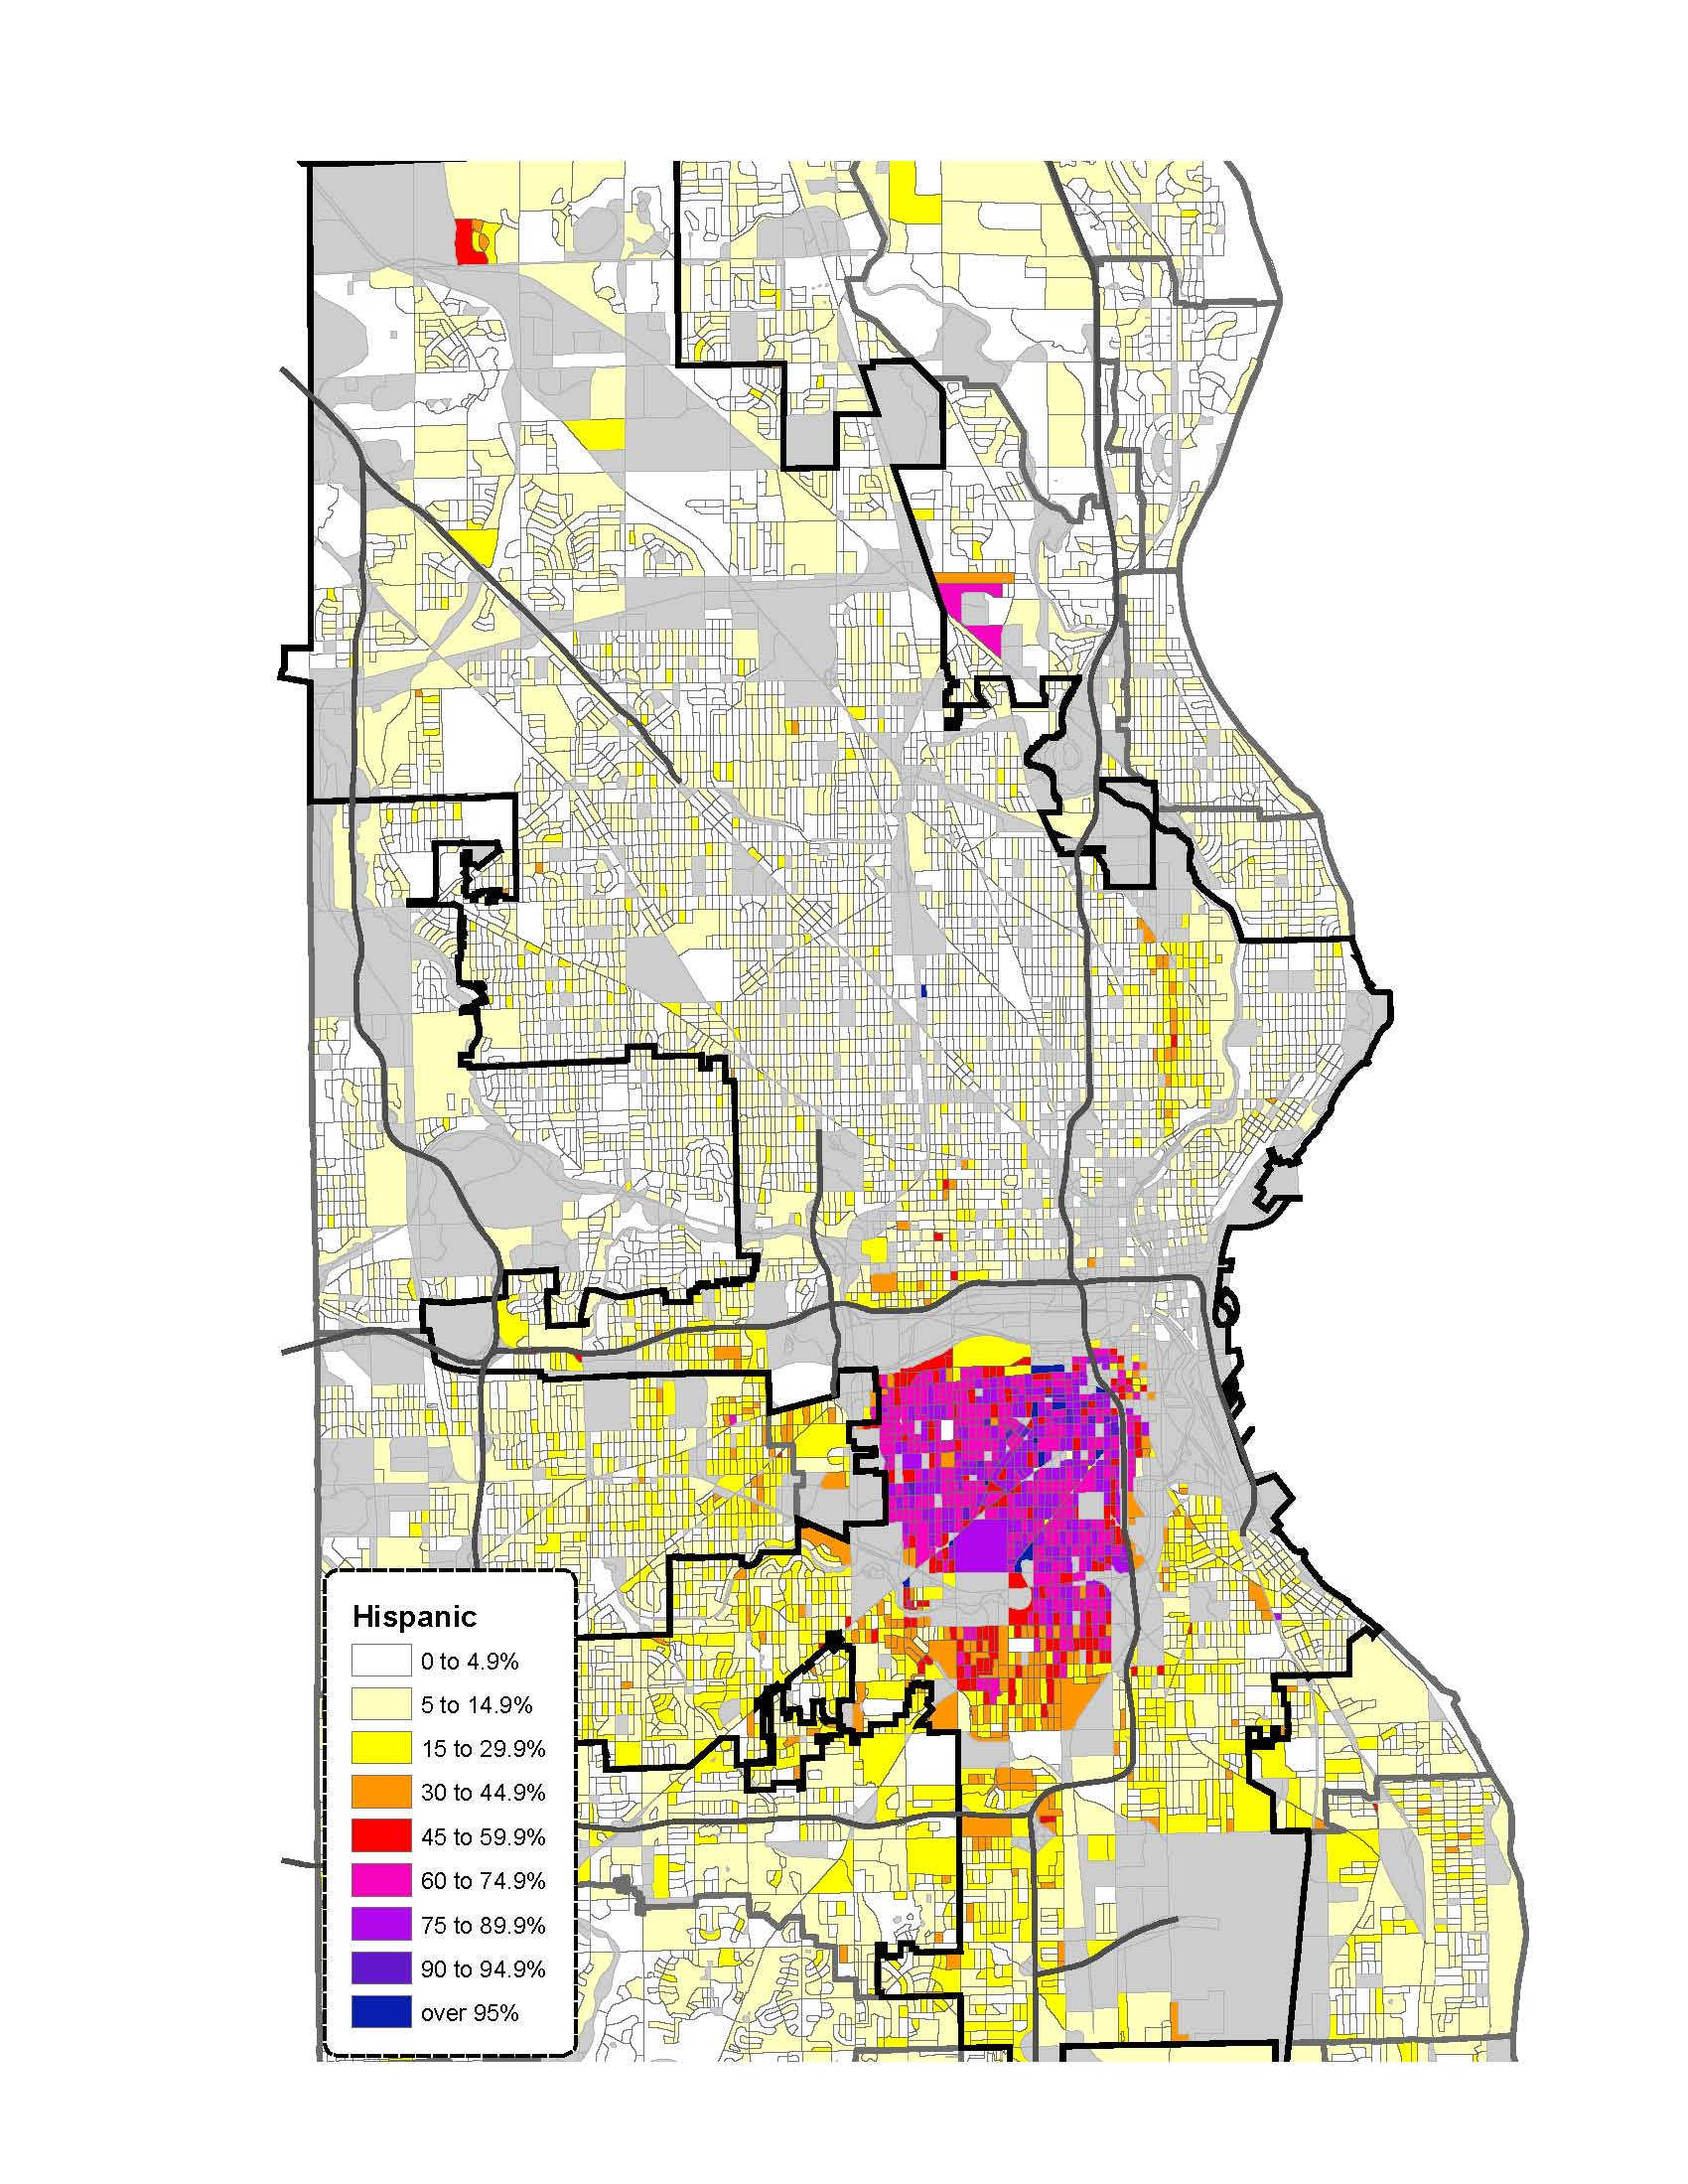 Hispanic
0 to 4.9%
5 to 14.9%
15 to 29.9%
30 to 44.9%
45 to 59.9%
60 to 74.9%
75 to 89.9%
90 to 94.9%
over 95%